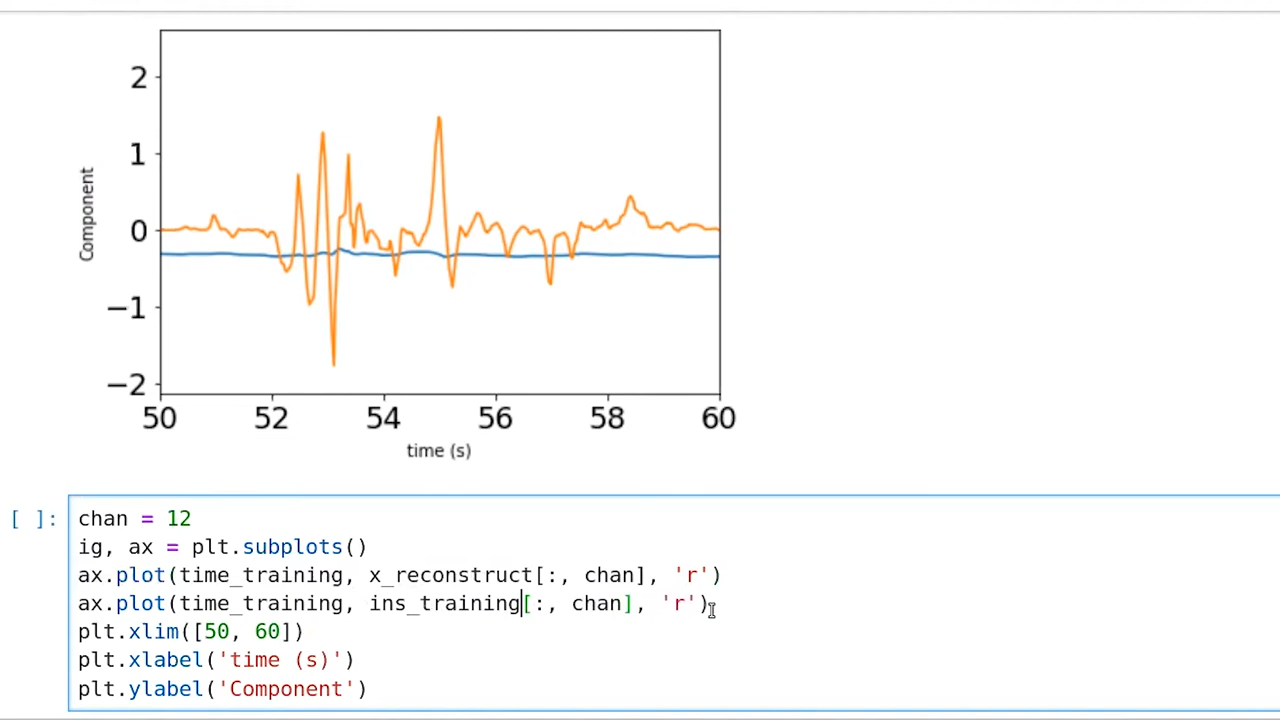 2
1
0
−1
−2
Component
50 52 54 56 58 60
time (s)
[ ]:
chan = 12
ig, ax = plt.subplots()
ax.plot(time_training, x_reconstruct[:, chan], 'r')
ax.plot(time_training, ins_training[:, chan], 'r')
plt.xlim([50, 60])
plt.xlabel('time (s)')
plt.ylabel('Component')